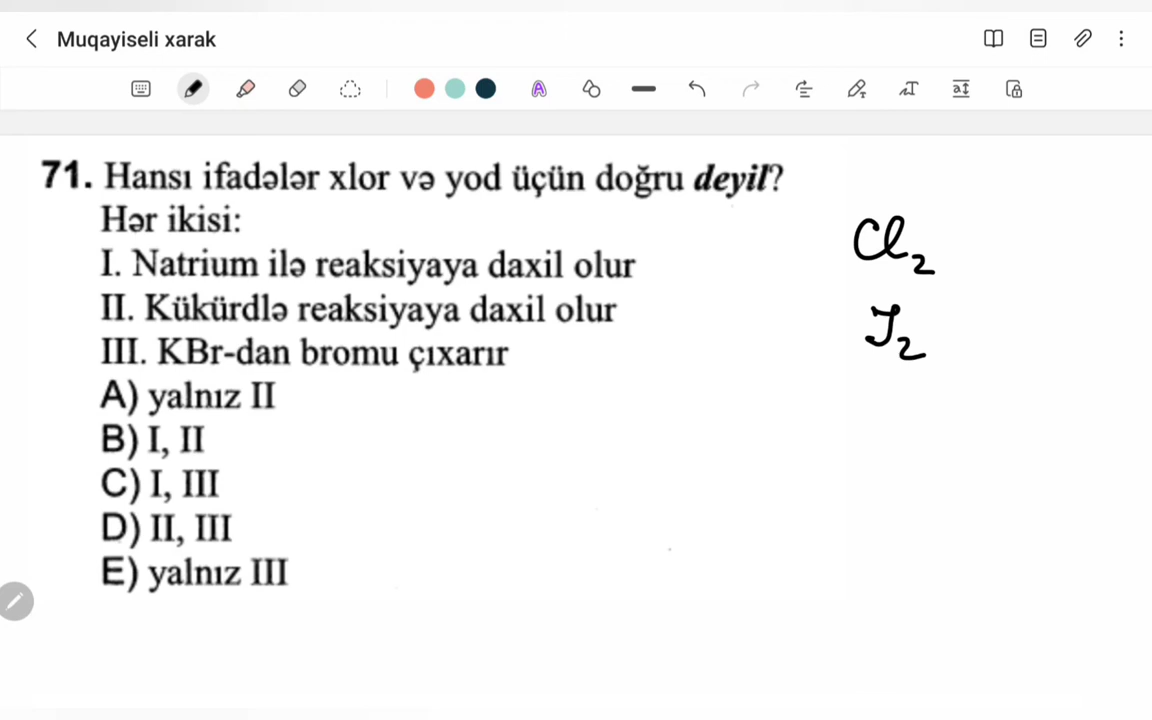 Muqayiseli xarak
71. Hansı ifadələr xlor və yod üçün doğru deyil?
Hər ikisi:
I. Natrium ilə reaksiyaya daxil olur
II. Kükürdlə reaksiyaya daxil olur
III. KBr-dan bromu çıxarır
A) yalnız II
B) I, II
C) I, III
D) II, III
E) yalnız III
Cl₂
J₂